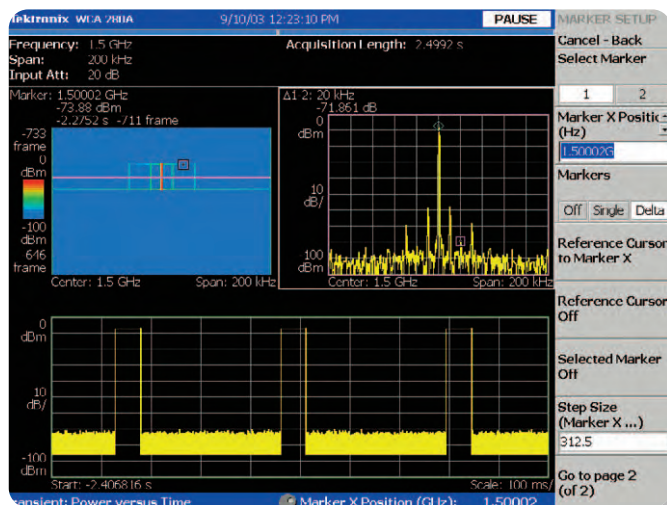 Tektronix WCA 280A 9/10/03 12:23:10 PM PAUSE MARKER SETUP
Frequency: 1.5 GHz Acquisition Length: 2.4992 s
Span: 200 kHz
Input Att: 20 dB
Cancel - Back
Select Marker
1 2
Marker: 1.50002 GHz
-73.88 dBm
-2.2752 s -711 frame
-733
frame
0
dBm
-100
dBm
646
frame
Center: 1.5 GHz Span: 200 kHz
Δ1-2: 20 kHz
-71.861 dB
0
dBm
10
dB/
100
dBm
Center: 1.5 GHz Span: 200 kHz
Marker X Positic
(Hz)
1.50002G
Markers
Off Single Delta
Reference Cursor
to Marker X
Reference Cursor
Off
Selected Marker
Off
Step Size
(Marker X ...)
312.5
Go to page 2
(of 2)
0
dBm
10
dB/
-100
dBm
Start: -2.406816 s Scale: 100 ms/
ransient: Power versus Time Marker X Position (GHz): 1.50002